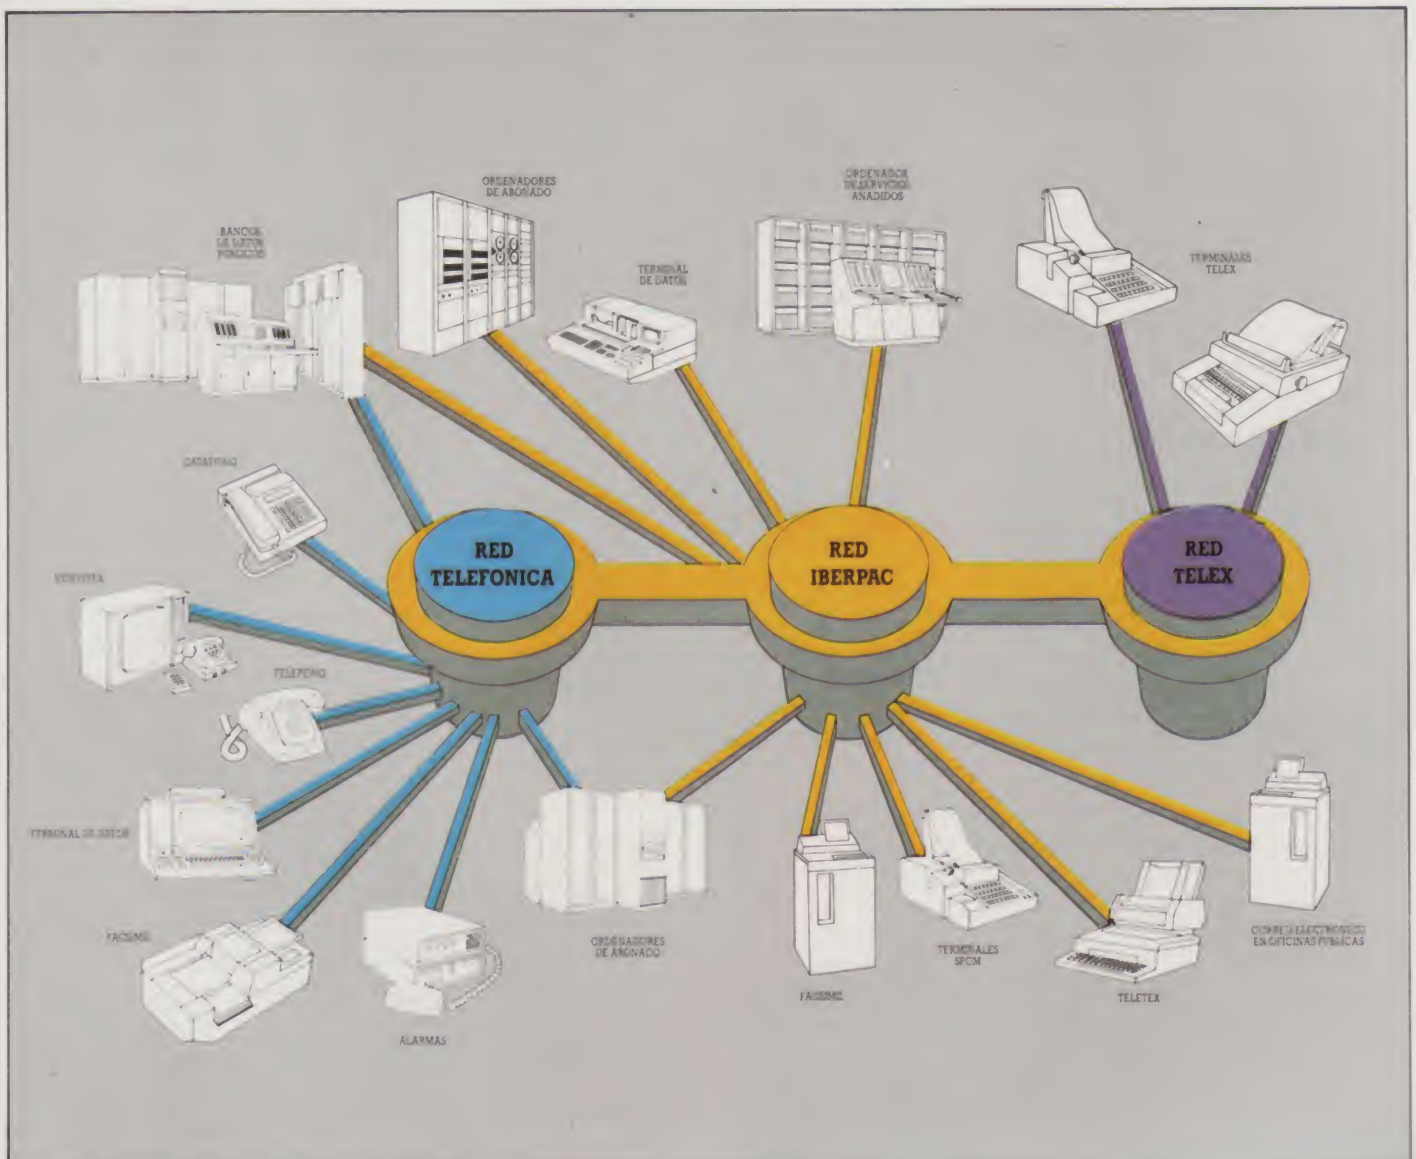 ORDENADORES
DE ABONADO
ORDENADOR
DE SERVICIOS
AÑADIDOS
BANCOS
DE DATOS
PUBLICOS
TERMINAL
DE DATOS
TERMINALES
TELEX
DATAFONO
RED
TELEFONICA
RED
IBERPAC
RED
TELEX
TELEFONO
TERMINAL DE DATOS
FACSIMIL
ALARMAS
ORDENADORES
DE ABONADO
FACSIMIL
TERMINALES
SPCM
TELETEX
CORREO ELECTRONICO
EN OFICINAS PUBLICAS